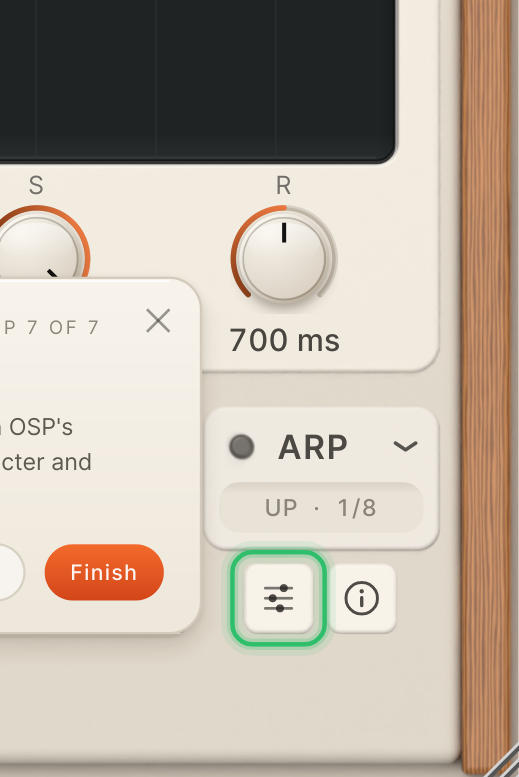 S
R
P 7 OF 7
700 ms
OSP's
cter and
ARP
UP · 1/8
Finish